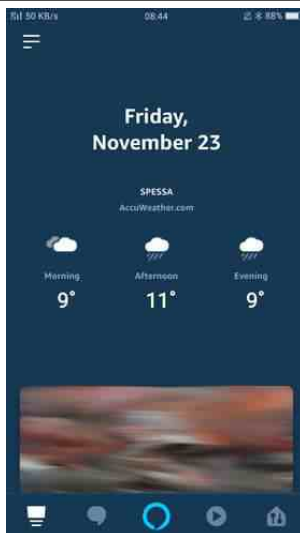 50 KB/s 08:44 88%
Friday,
November 23
SPESSA
AccuWeather.com
Morning Afternoon Evening
9° 11° 9°